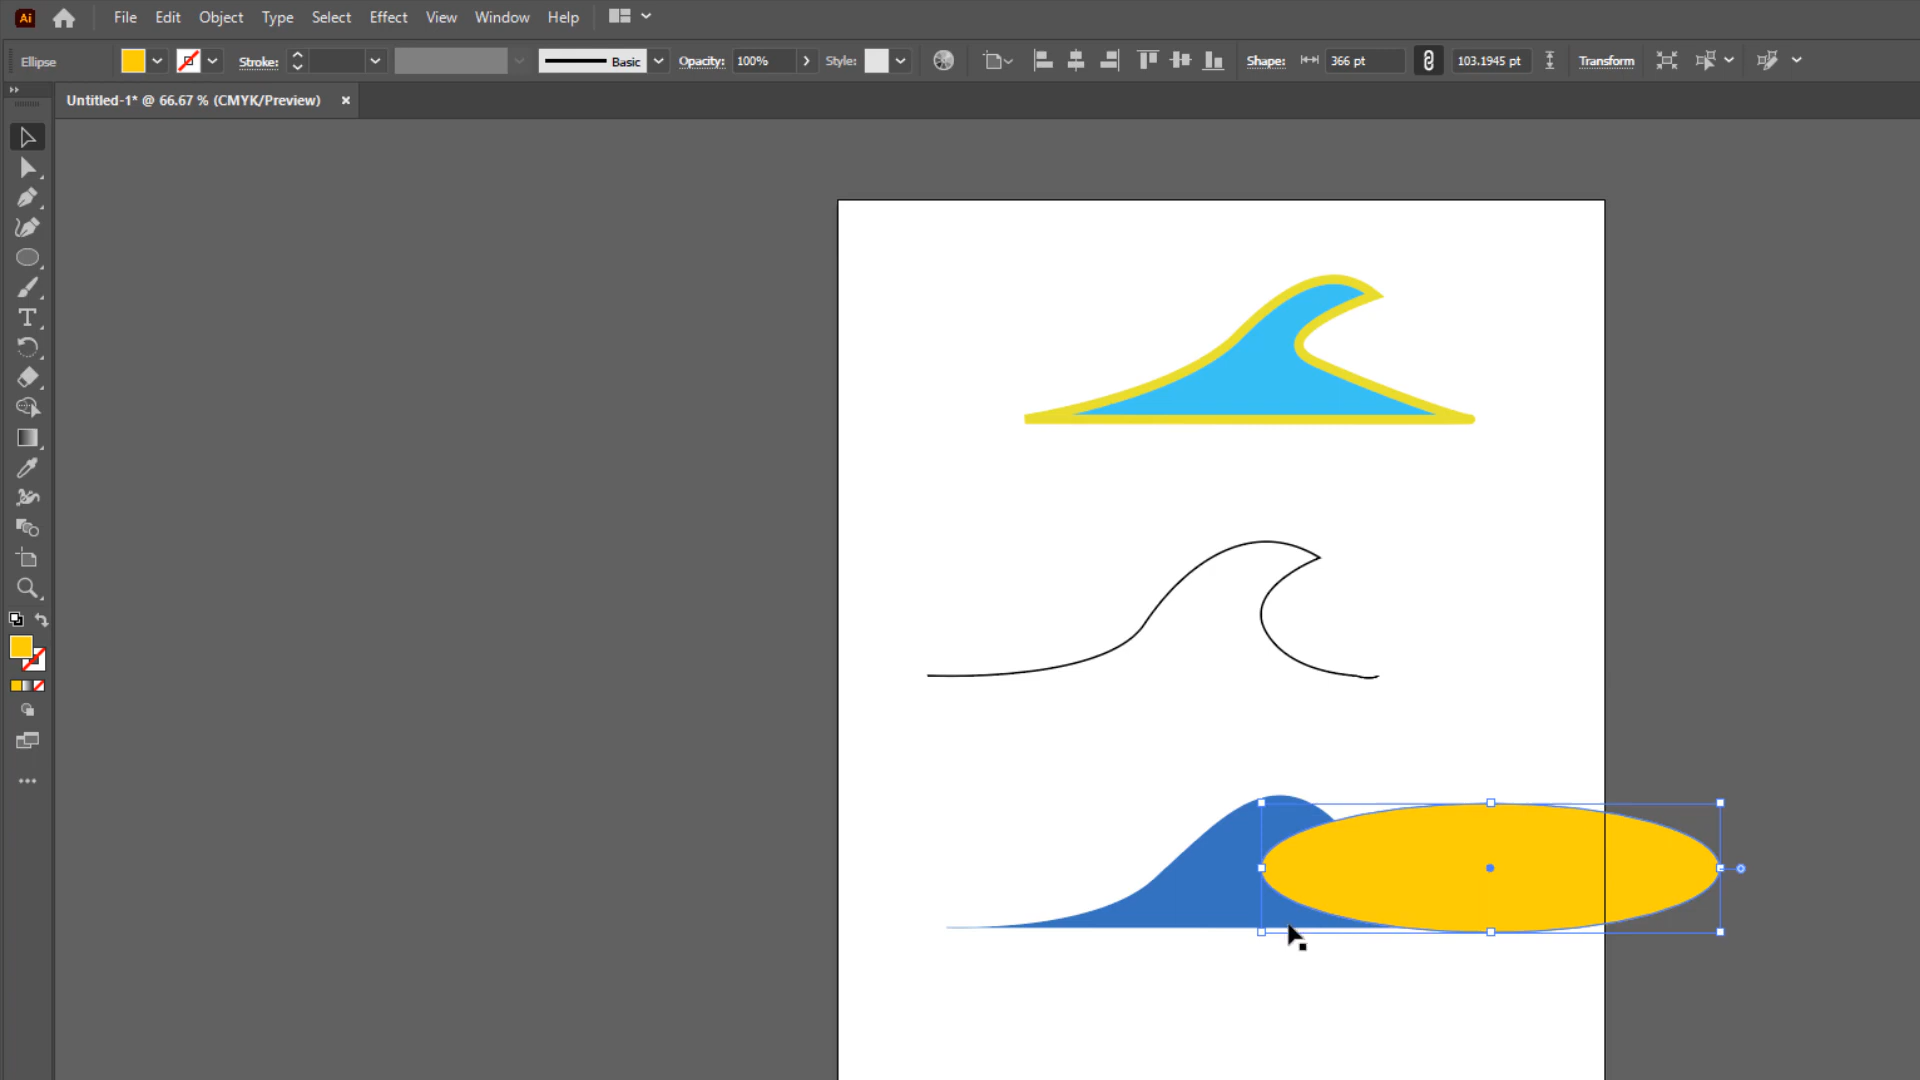 Ai File Edit Object Type Select Effect View Window Help
Ellipse Stroke: Basic Opacity: 100% Style: Shape: 366 pt 103.1945 pt Transform
Untitled-1* @ 66.67 % (CMYK/Preview) ×